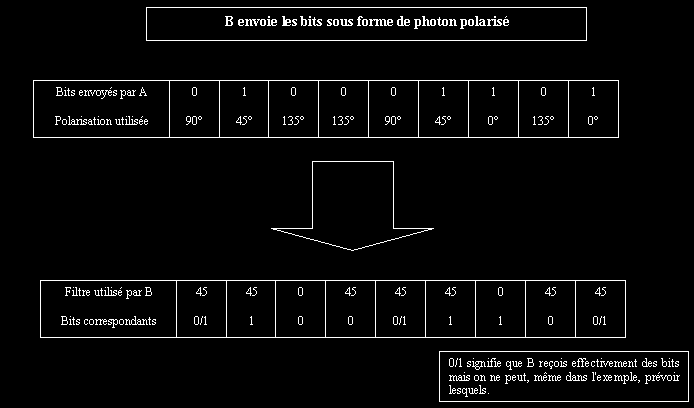 B envoie les bits sous forme de photon polarisé
Bits envoyés par A 0 1 0 0 0 1 1 0 1
Polarisation utilisée 90° 45° 135° 135° 90° 45° 0° 135° 0°
Filtre utilisé par B 45 45 0 45 45 45 0 45 45
Bits correspondants 0/1 1 0 0 0/1 1 1 0 0/1
0/1 signifie que B reçois effectivement des bits
mais on ne peut, même dans l'exemple, prévoir
lesquels.